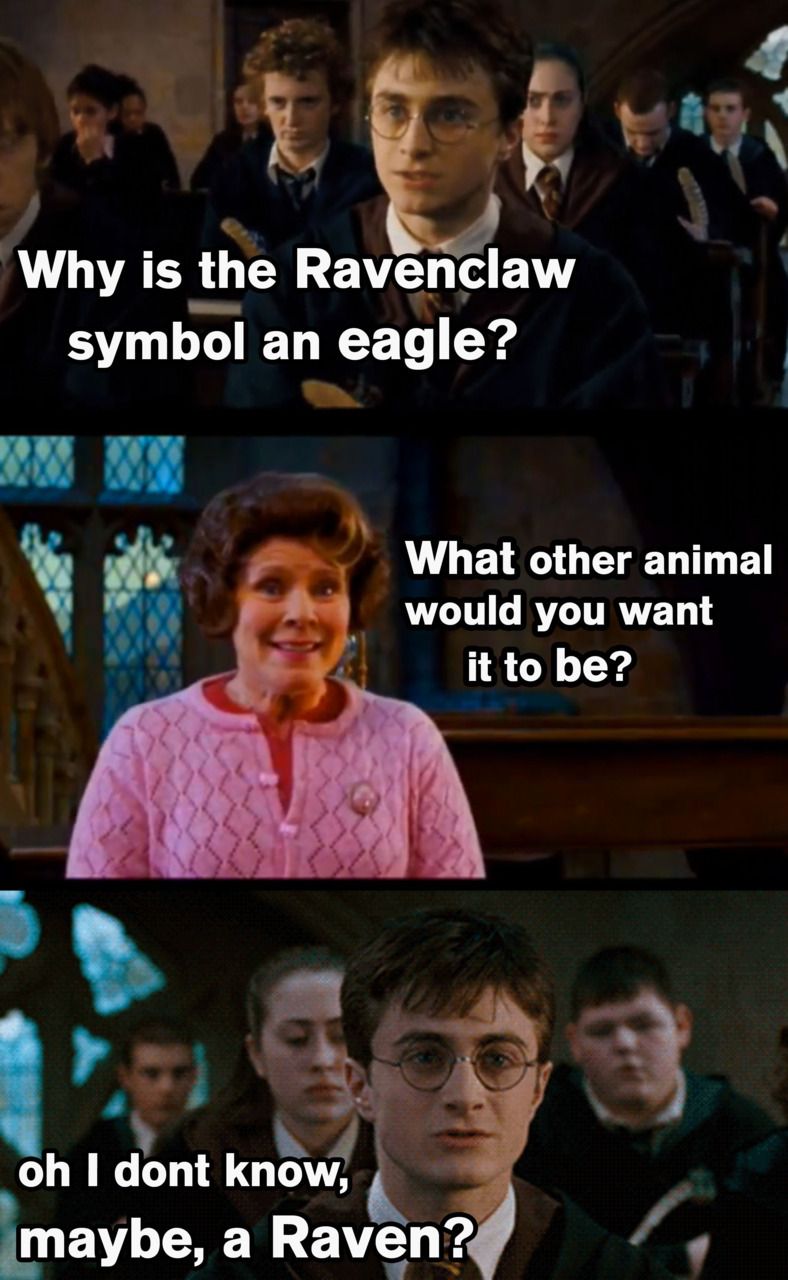 Why is the Ravenclaw
symbol an eagle?
What other animal
would you want
it to be?
oh I dont know,
maybe, a Raven?